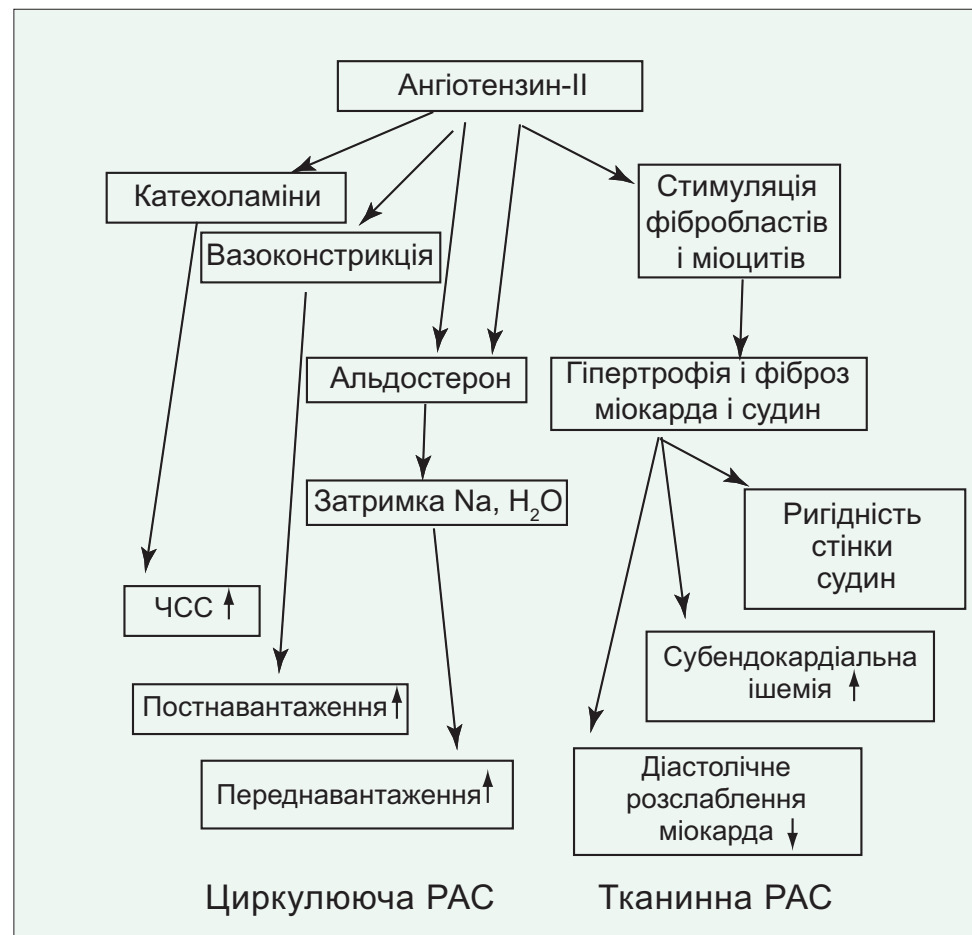 Ангіотензин-II
Катехоламіни
Вазоконстрикція
Стимуляція
фібробластів
і міоцитів
Альдостерон
Гіпертрофія і фіброз
міокарда і судин
Затримка Na, H₂O
Ригідність
стінки
судин
ЧСС ↑
Субендокардіальна
ішемія ↑
Постнавантаження ↑
Переднавантаження ↑
Діастолічне
розслаблення
міокарда ↓
Циркулююча РАС
Тканинна РАС